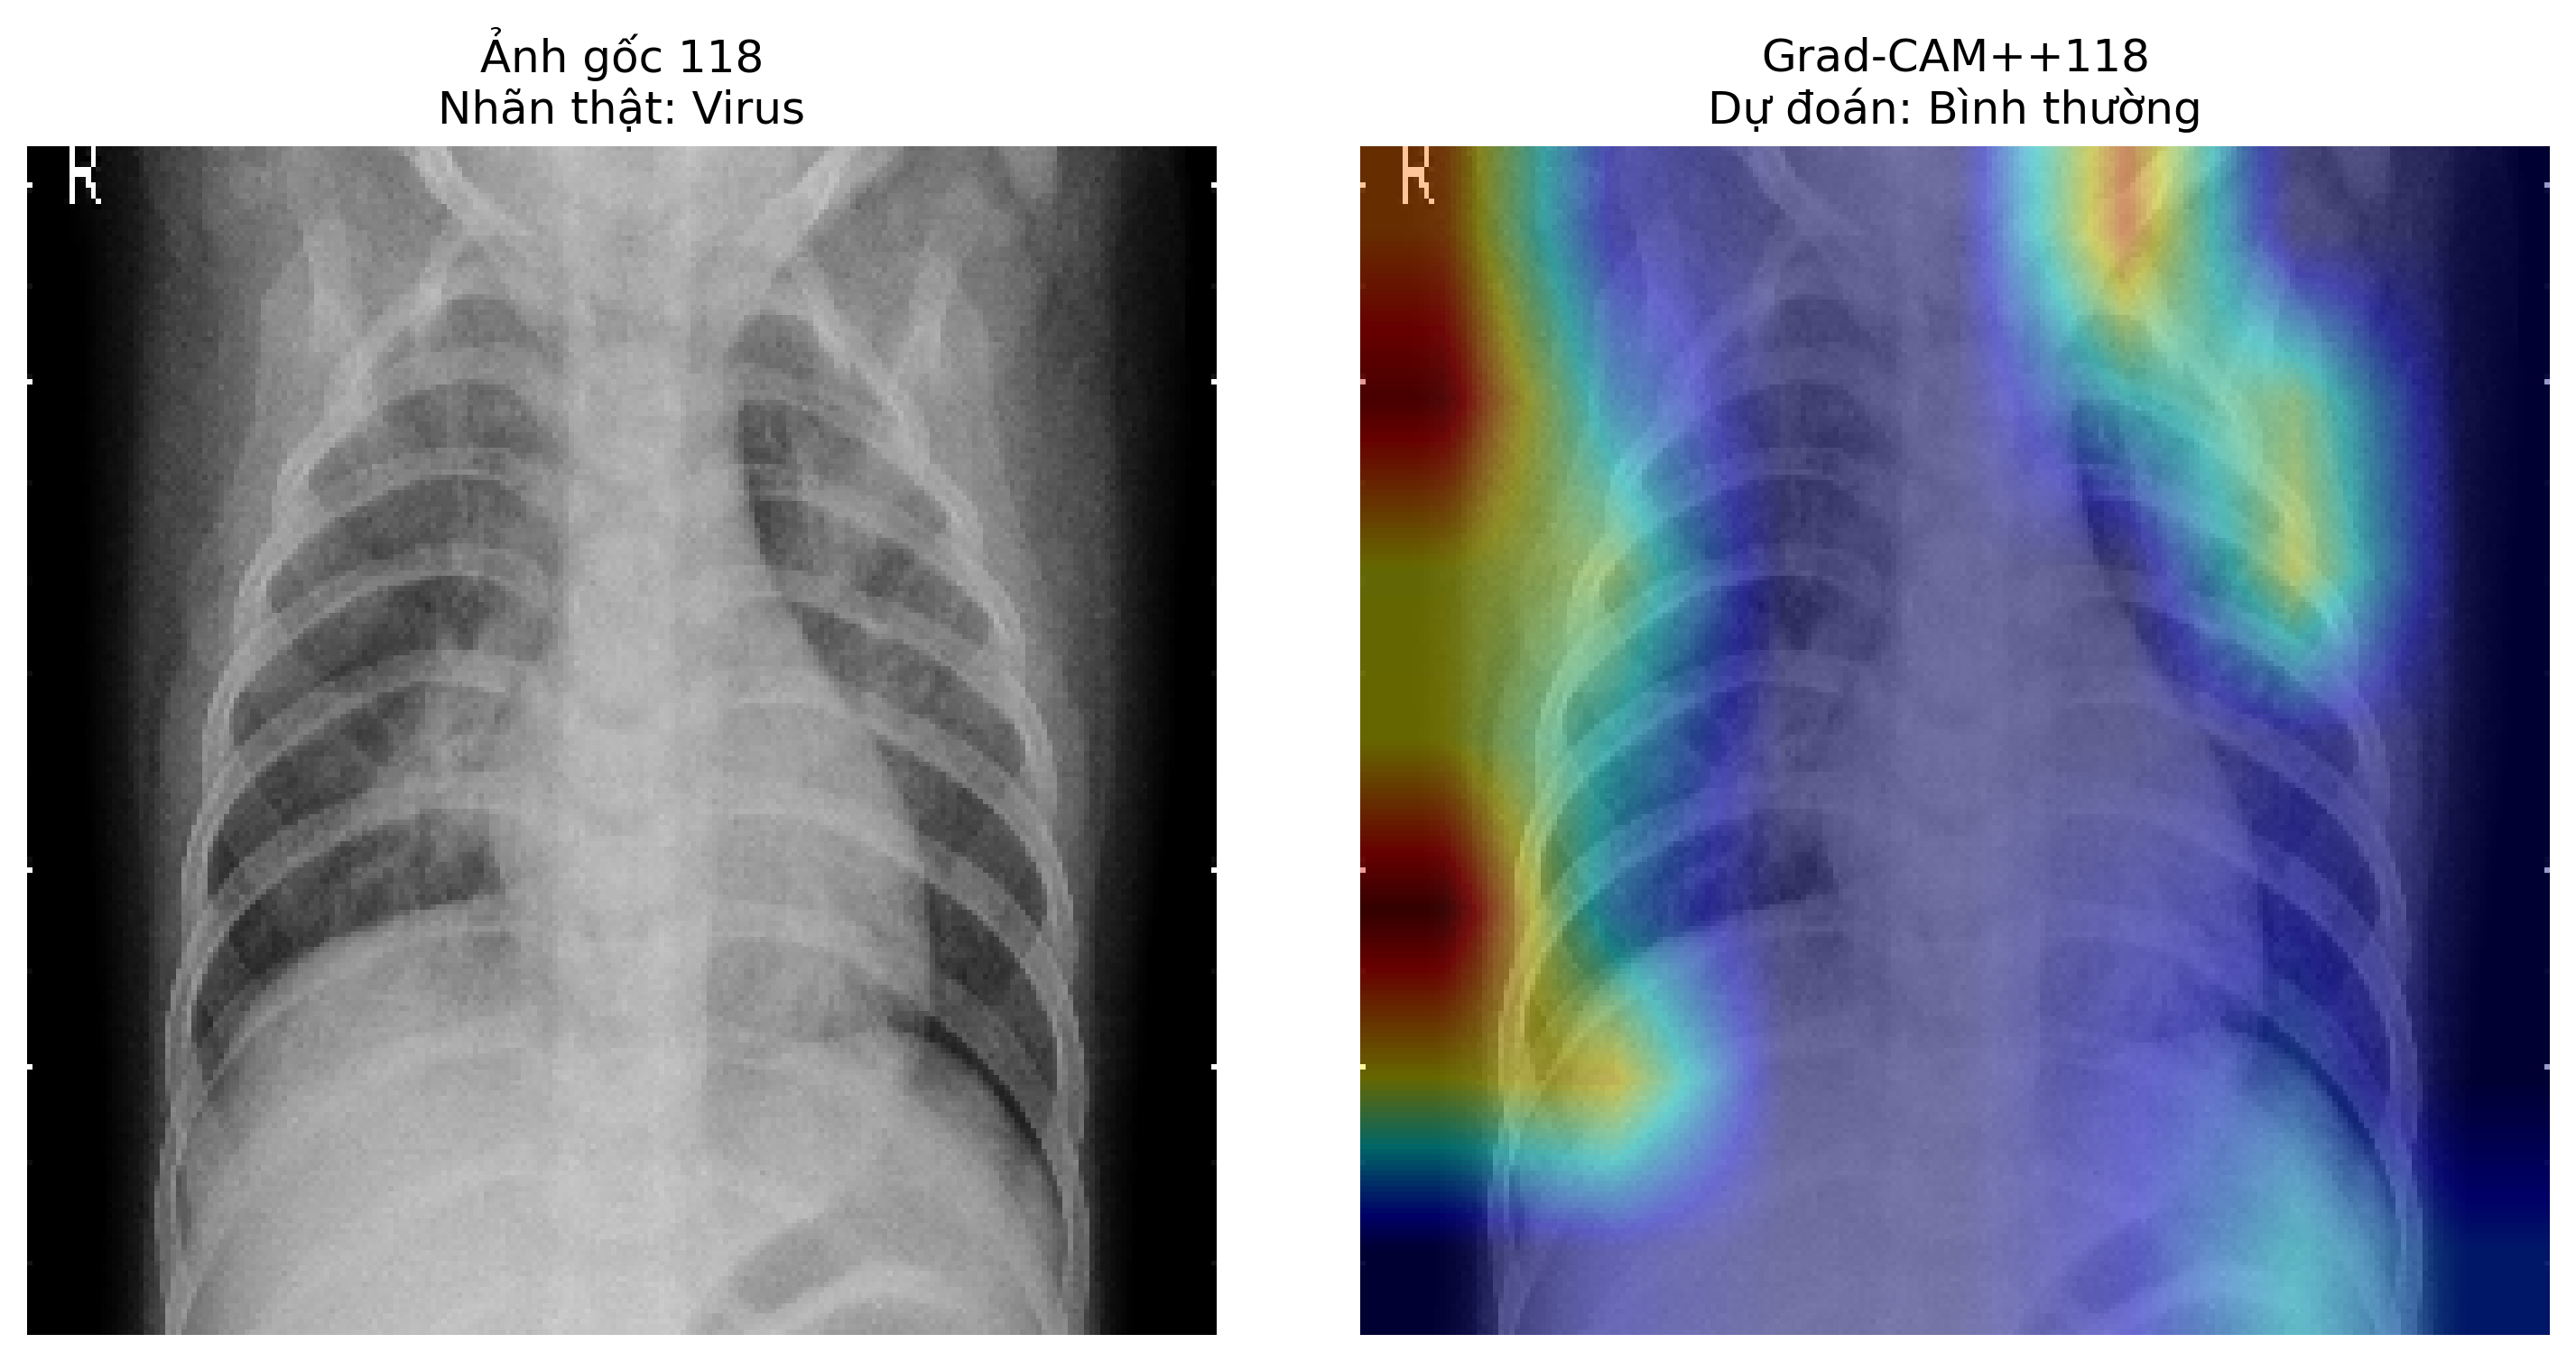 Ảnh gốc 118
Nhãn thật: Virus
Grad-CAM++118
Dự đoán: Bình thường
R
R